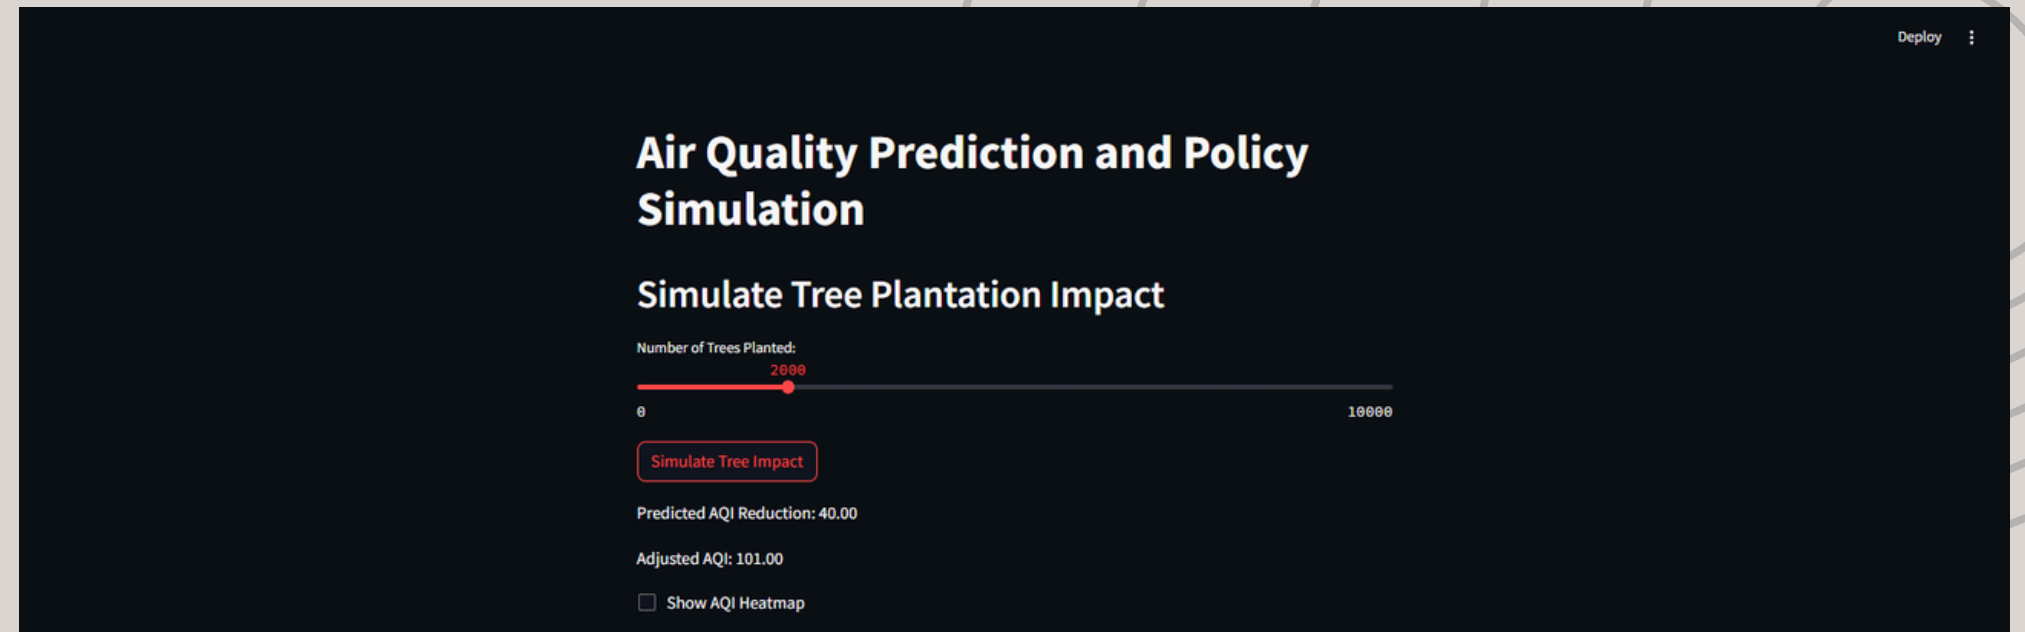 Deploy
Air Quality Prediction and Policy
Simulation
Simulate Tree Plantation Impact
Number of Trees Planted:
2000
0
10000
Simulate Tree Impact
Predicted AQI Reduction: 40.00
Adjusted AQI: 101.00
Show AQI Heatmap